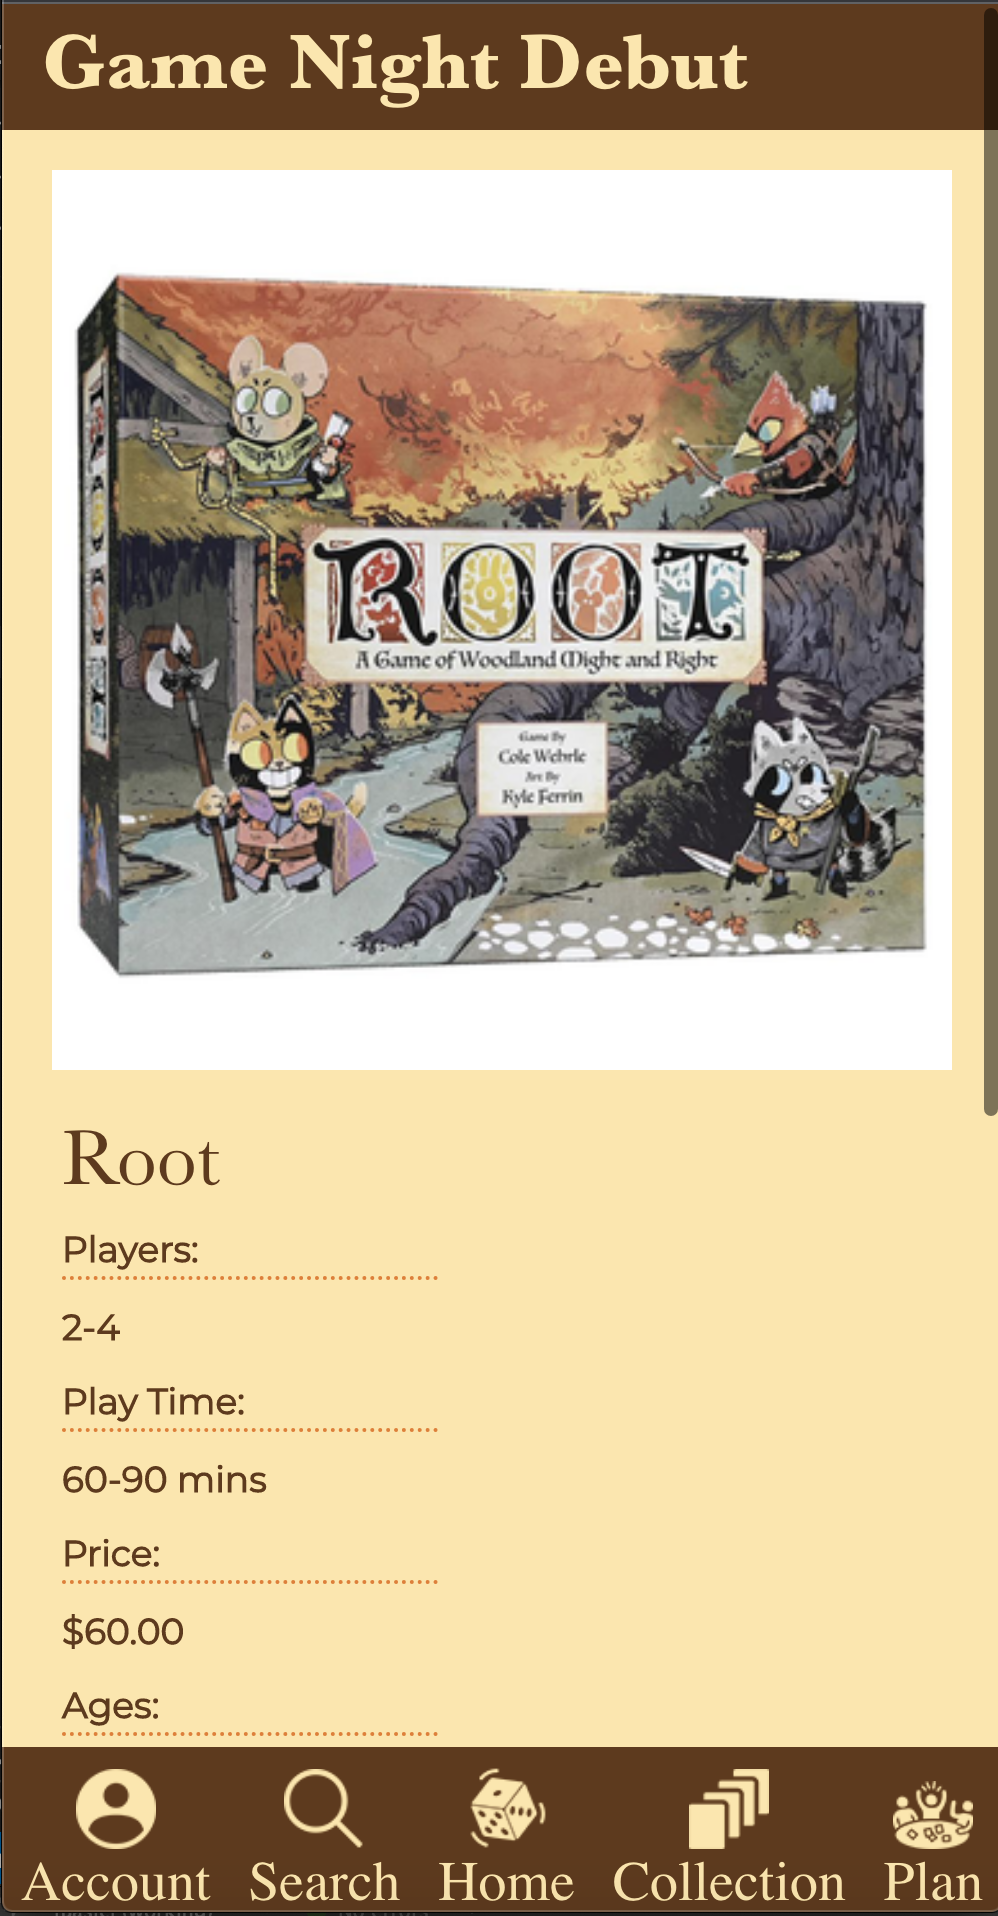 Game Night Debut
ROOT
A Game of Woodland Might and Right
Game By
Cole Wehrle
Art By
Kyle Ferrin
Root
Players:
2-4
Play Time:
60-90 mins
Price:
$60.00
Ages:
Account Search Home Collection Plan